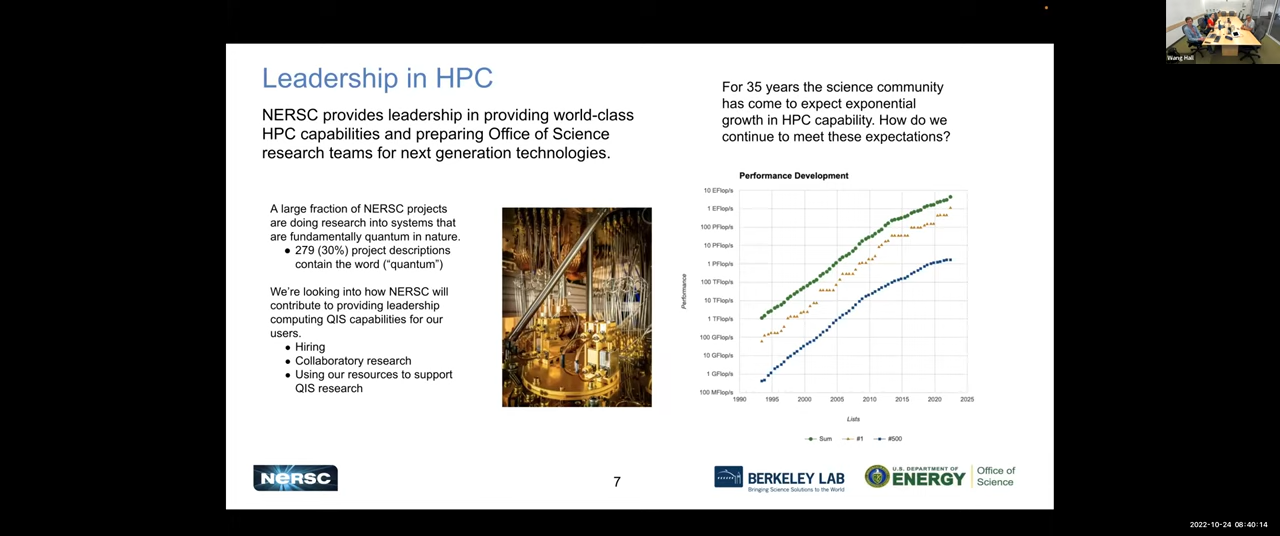 Wang Hall
Leadership in HPC
NERSC provides leadership in providing world-class
HPC capabilities and preparing Office of Science
research teams for next generation technologies.
For 35 years the science community
has come to expect exponential
growth in HPC capability. How do we
continue to meet these expectations?
A large fraction of NERSC projects
are doing research into systems that
are fundamentally quantum in nature.
● 279 (30%) project descriptions
contain the word ("quantum")
We're looking into how NERSC will
contribute to providing leadership
computing QIS capabilities for our
users.
● Hiring
● Collaboratory research
● Using our resources to support
QIS research
Performance Development
10 EFlop/s
1 EFlop/s
100 PFlop/s
10 PFlop/s
1 PFlop/s
100 TFlop/s
10 TFlop/s
1 TFlop/s
100 GFlop/s
10 GFlop/s
1 GFlop/s
100 MFlop/s
Performance
1990 1995 2000 2005 2010 2015 2020 2025
Lists
Sum #1 #500
NERSC
7
BERKELEY LAB
Bringing Science Solutions to the World
U.S. DEPARTMENT OF
ENERGY
Office of
Science
2022-10-24 08:40:14